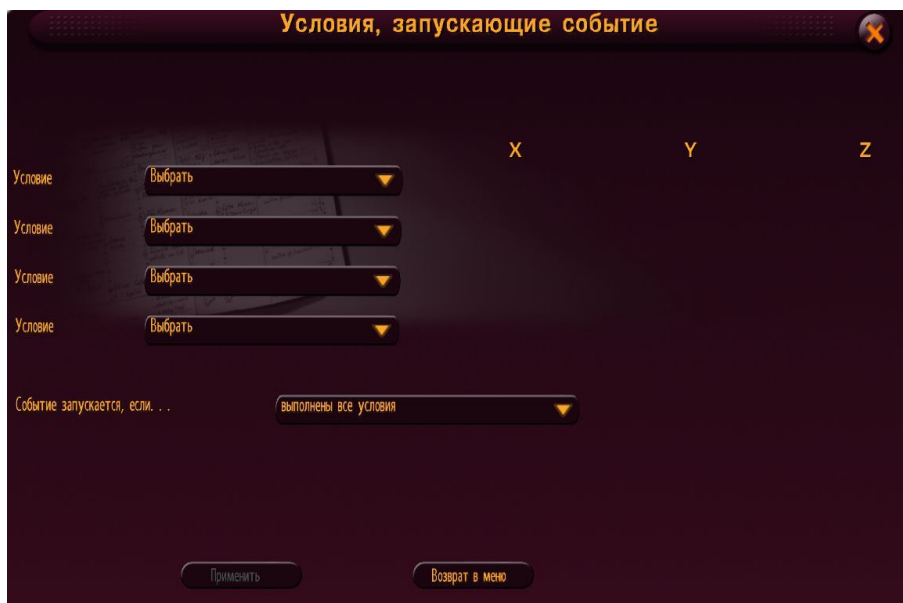 Условия, запускающие событие
X Y Z
Условие Выбрать
Условие Выбрать
Условие Выбрать
Условие Выбрать
Событие запускается, если. . . выполнены все условия
Применить Возврат в меню